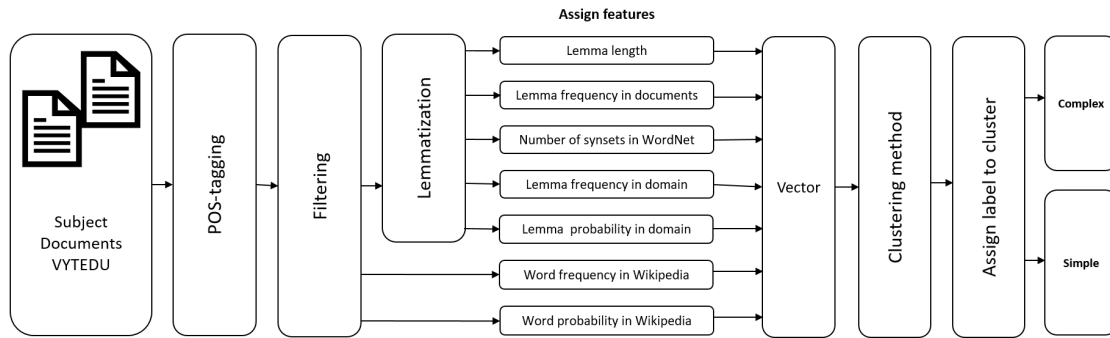 Assign features
Subject
Documents
VYTEDU
POS-tagging
Filtering
Lemmatization
Lemma length
Lemma frequency in documents
Number of synsets in WordNet
Lemma frequency in domain
Lemma probability in domain
Word frequency in Wikipedia
Word probability in Wikipedia
Vector
Clustering method
Assign label to cluster
Complex
Simple